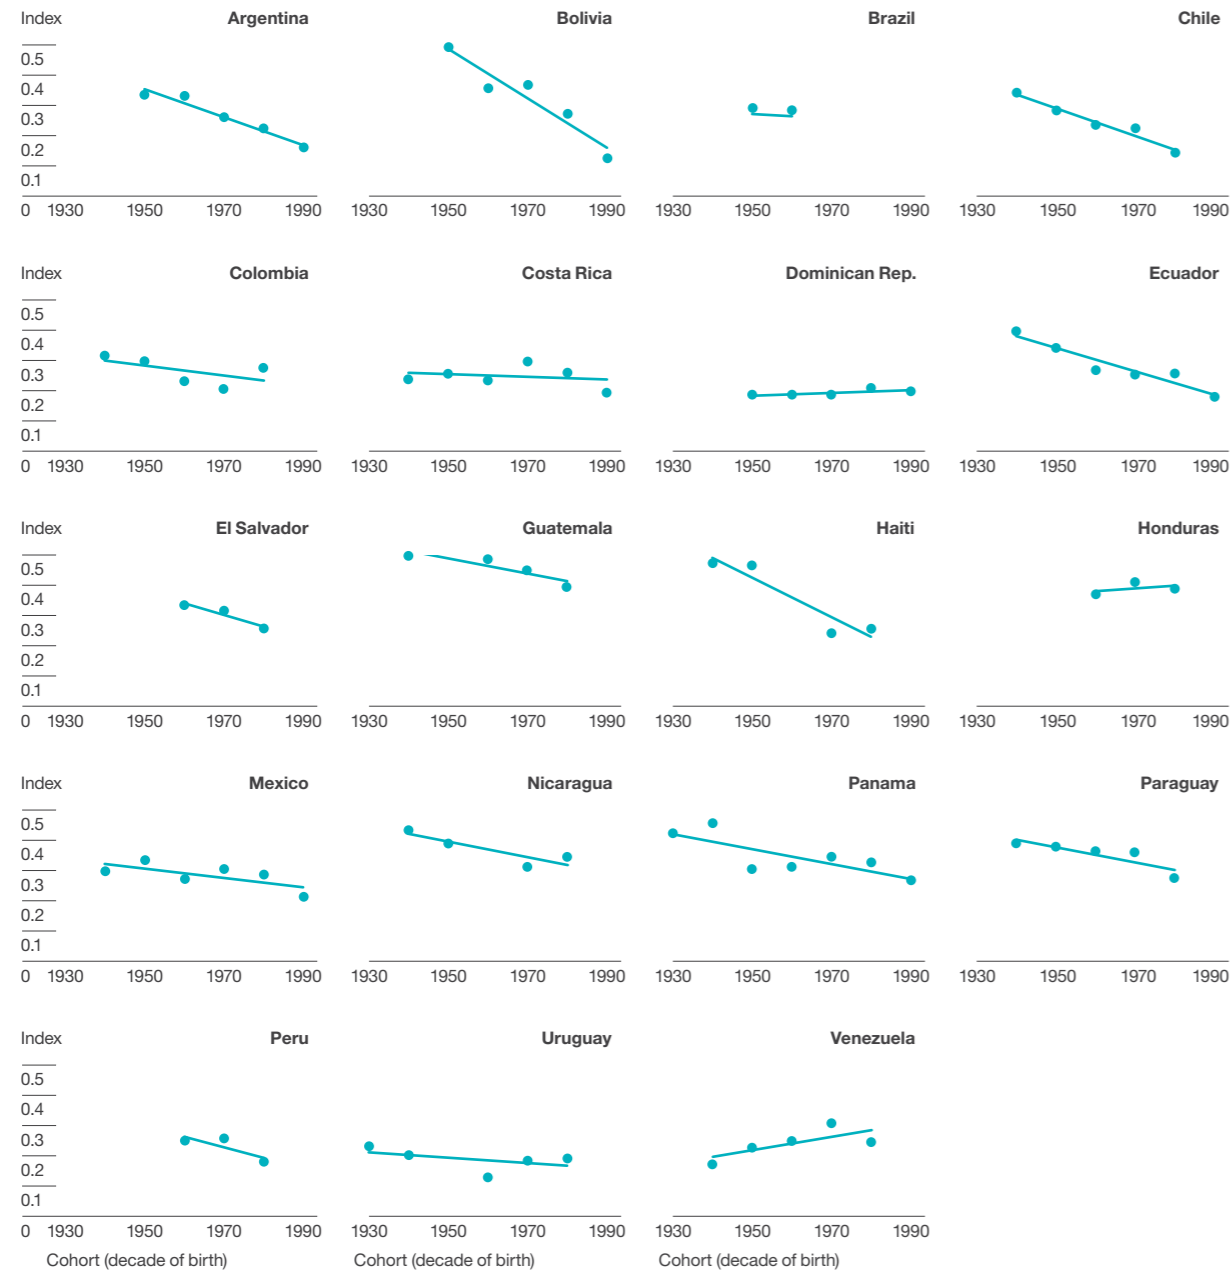 Index Argentina Bolivia Brazil Chile
0.5
0.4
0.3
0.2
0.1
0 1930 1950 1970 1990 1930 1950 1970 1990 1930 1950 1970 1990 1930 1950 1970 1990
Index Colombia Costa Rica Dominican Rep. Ecuador
0.5
0.4
0.3
0.2
0.1
0 1930 1950 1970 1990 1930 1950 1970 1990 1930 1950 1970 1990 1930 1950 1970 1990
Index El Salvador Guatemala Haiti Honduras
0.5
0.4
0.3
0.2
0.1
0 1930 1950 1970 1990 1930 1950 1970 1990 1930 1950 1970 1990 1930 1950 1970 1990
Index Mexico Nicaragua Panama Paraguay
0.5
0.4
0.3
0.2
0.1
0 1930 1950 1970 1990 1930 1950 1970 1990 1930 1950 1970 1990 1930 1950 1970 1990
Index Peru Uruguay Venezuela
0.5
0.4
0.3
0.2
0.1
0 1930 1950 1970 1990 1930 1950 1970 1990 1930 1950 1970 1990
Cohort (decade of birth) Cohort (decade of birth) Cohort (decade of birth)